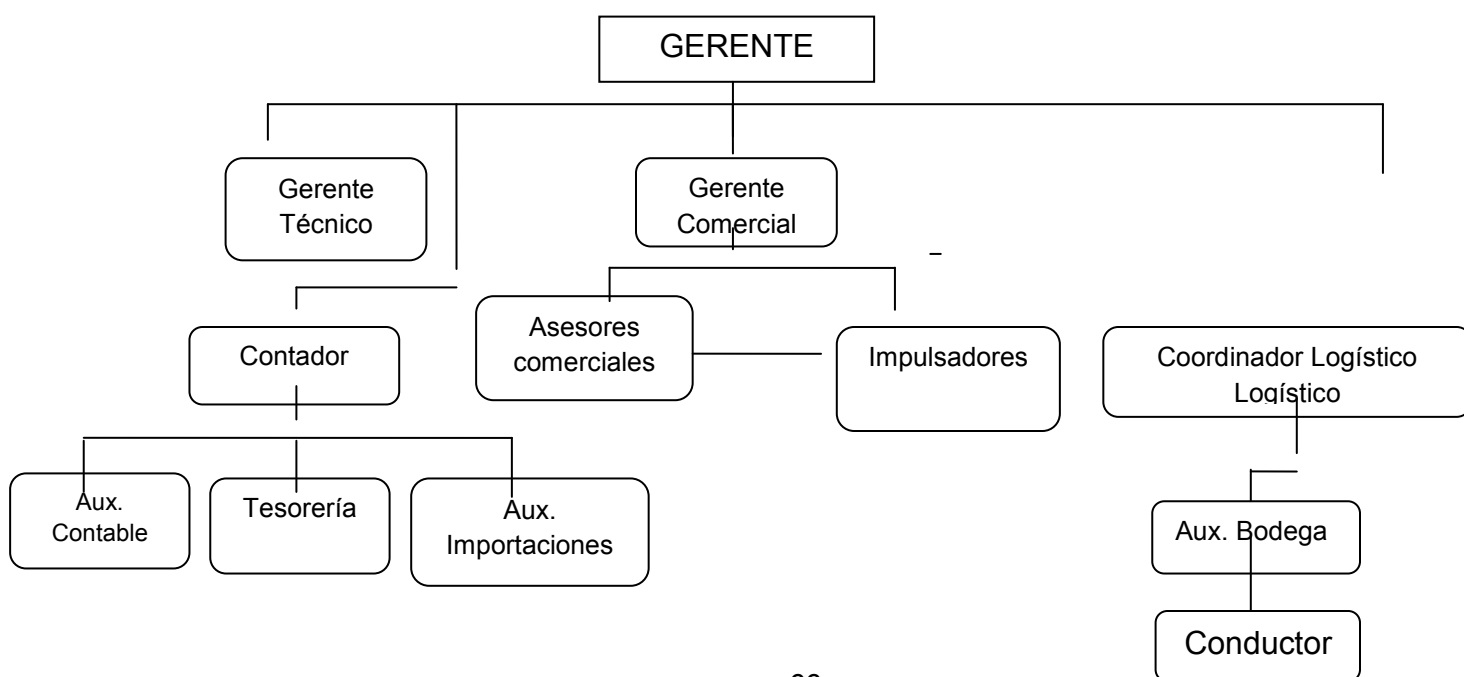 GERENTE
Gerente
Técnico
Gerente
Comercial
Asesores
comerciales
Contador
Impulsadores
Coordinador Logístico
Logístico
Aux.
Contable
Tesorería
Aux.
Importaciones
Aux. Bodega
Conductor